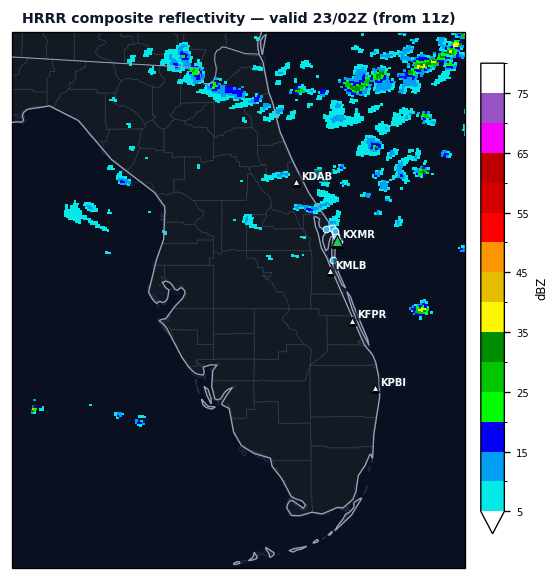 HRRR composite reflectivity — valid 23/02Z (from 11z)
KDAB
KXMR
KMLB
KFPR
KPBI
75
65
55
45
35
25
15
5
dBZ